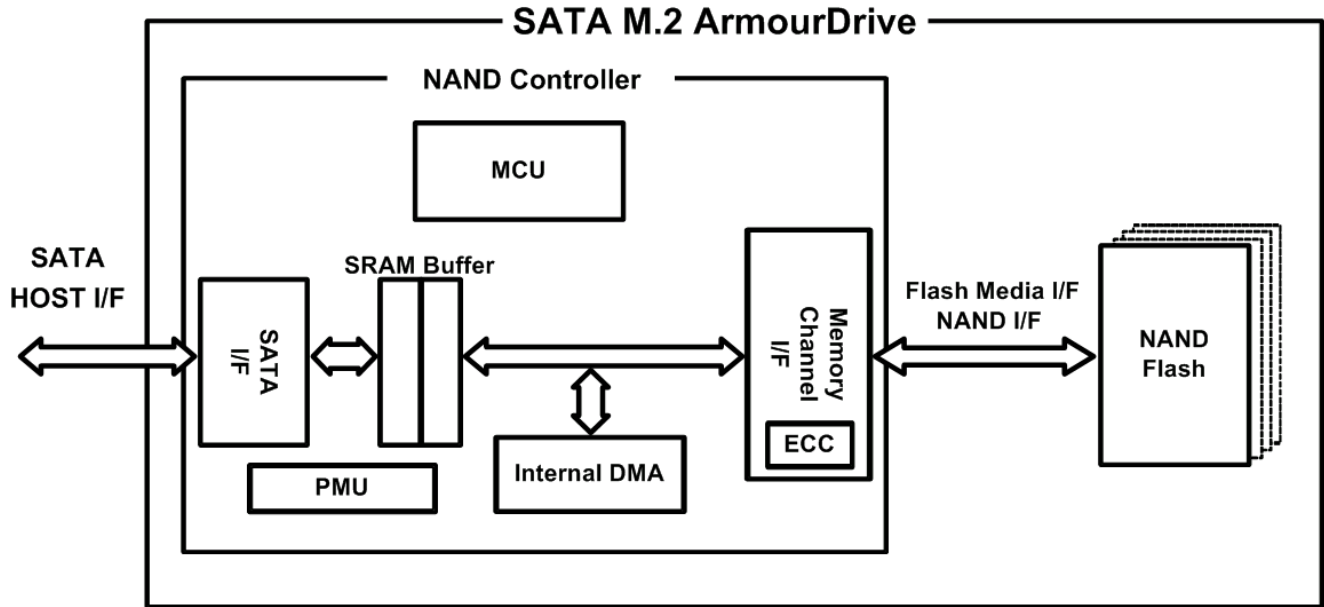 SATA M.2 ArmourDrive
NAND Controller
MCU
SATA
HOST I/F
SRAM Buffer
SATA
I/F
Memory
Channel
I/F
ECC
Flash Media I/F
NAND I/F
NAND
Flash
PMU
Internal DMA